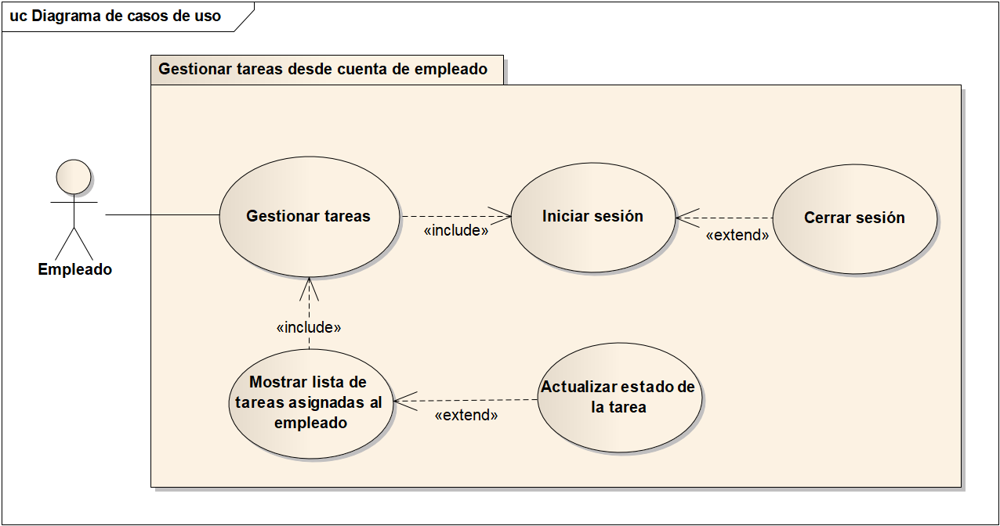 uc Diagrama de casos de uso
Gestionar tareas desde cuenta de empleado
Empleado
Gestionar tareas
«include»
Iniciar sesión
«extend»
Cerrar sesión
«include»
Mostrar lista de
tareas asignadas al
empleado
«extend»
Actualizar estado de
la tarea